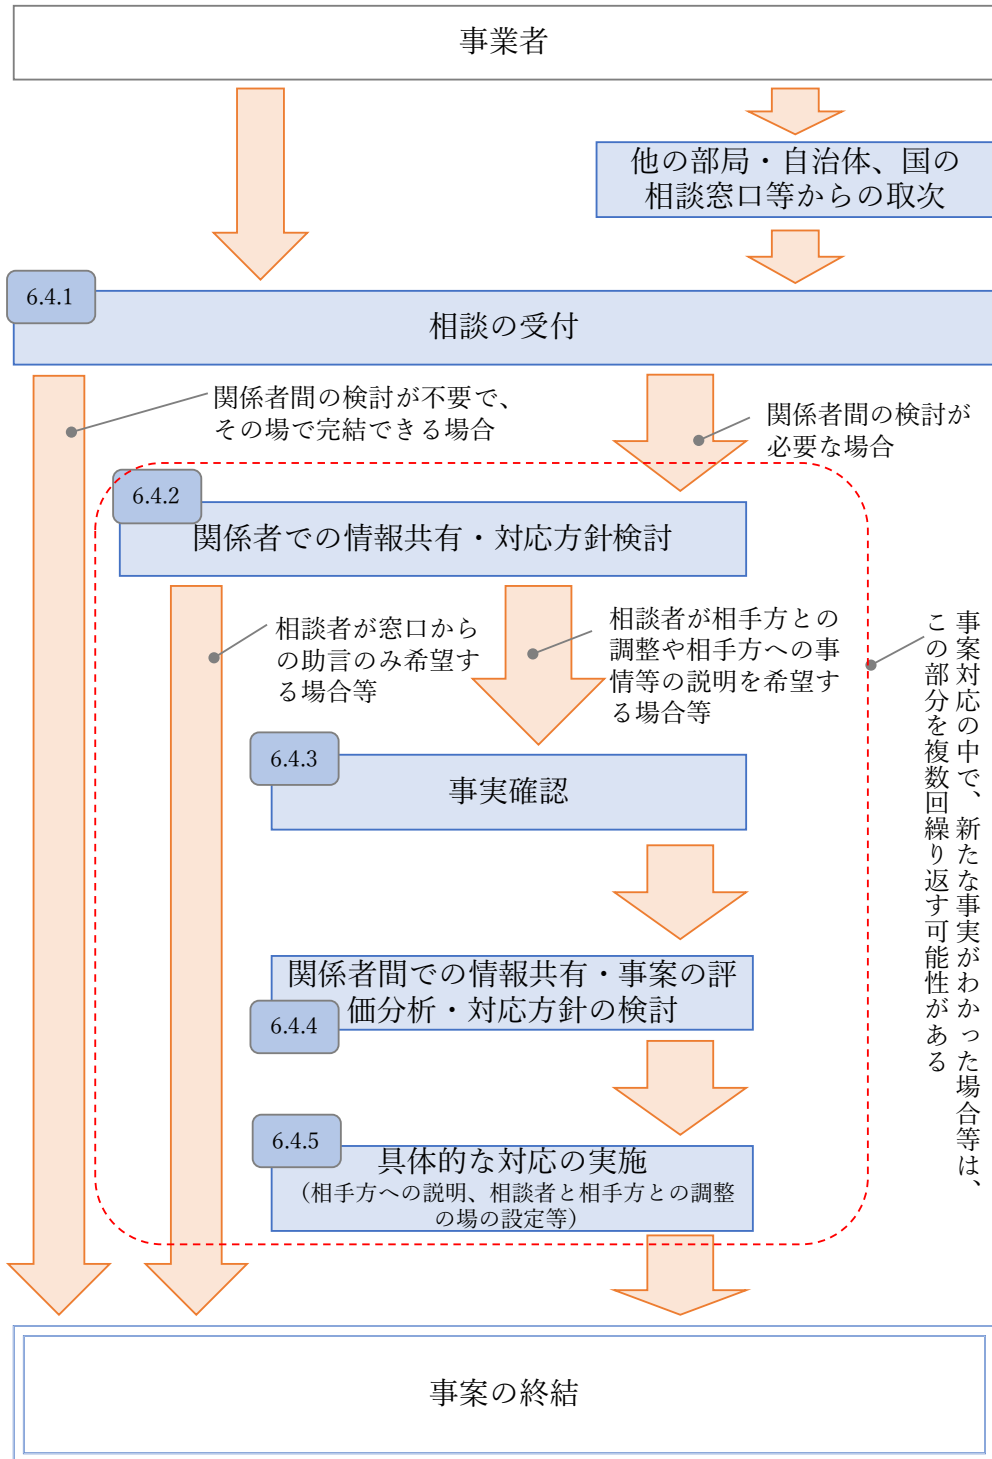 事業者
他の部局・自治体、国の
相談窓口等からの取次
6.4.1
相談の受付
関係者間の検討が不要で、
その場で完結できる場合
関係者間の検討が
必要な場合
6.4.2
関係者での情報共有・対応方針検討
相談者が窓口から
の助言のみ希望す
る場合等
相談者が相手方との
調整や相手方への事
情等の説明を希望す
る場合等
事案対応の中で、新たな事実がわかった場合等は、
この部分を複数回繰り返す可能性がある
6.4.3
事実確認
関係者間での情報共有・事案の評
価分析・対応方針の検討
6.4.4
6.4.5
具体的な対応の実施
（相手方への説明、相談者と相手方との調整
の場の設定等）
事案の終結